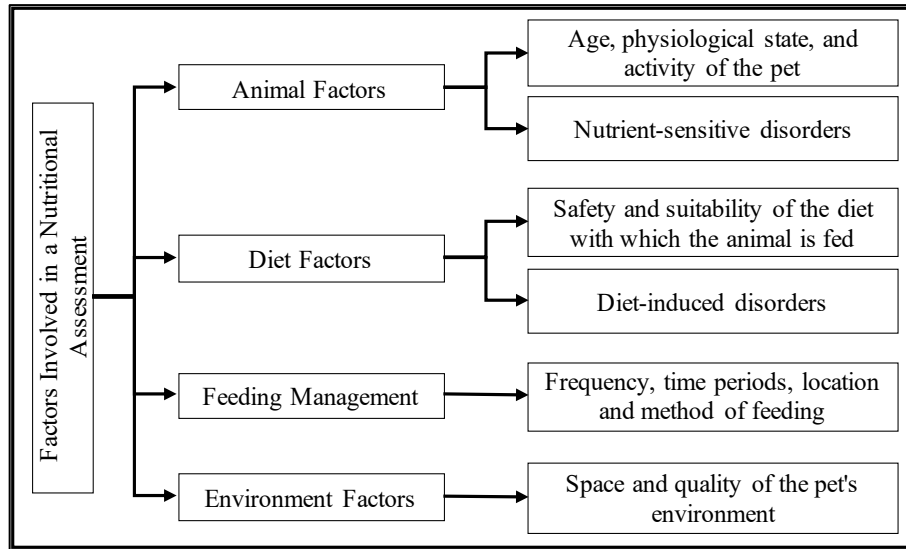 Factors Involved in a Nutritional
Assessment
Animal Factors
Age, physiological state, and
activity of the pet
Nutrient-sensitive disorders
Diet Factors
Safety and suitability of the diet
with which the animal is fed
Diet-induced disorders
Feeding Management
Frequency, time periods, location
and method of feeding
Environment Factors
Space and quality of the pet's
environment